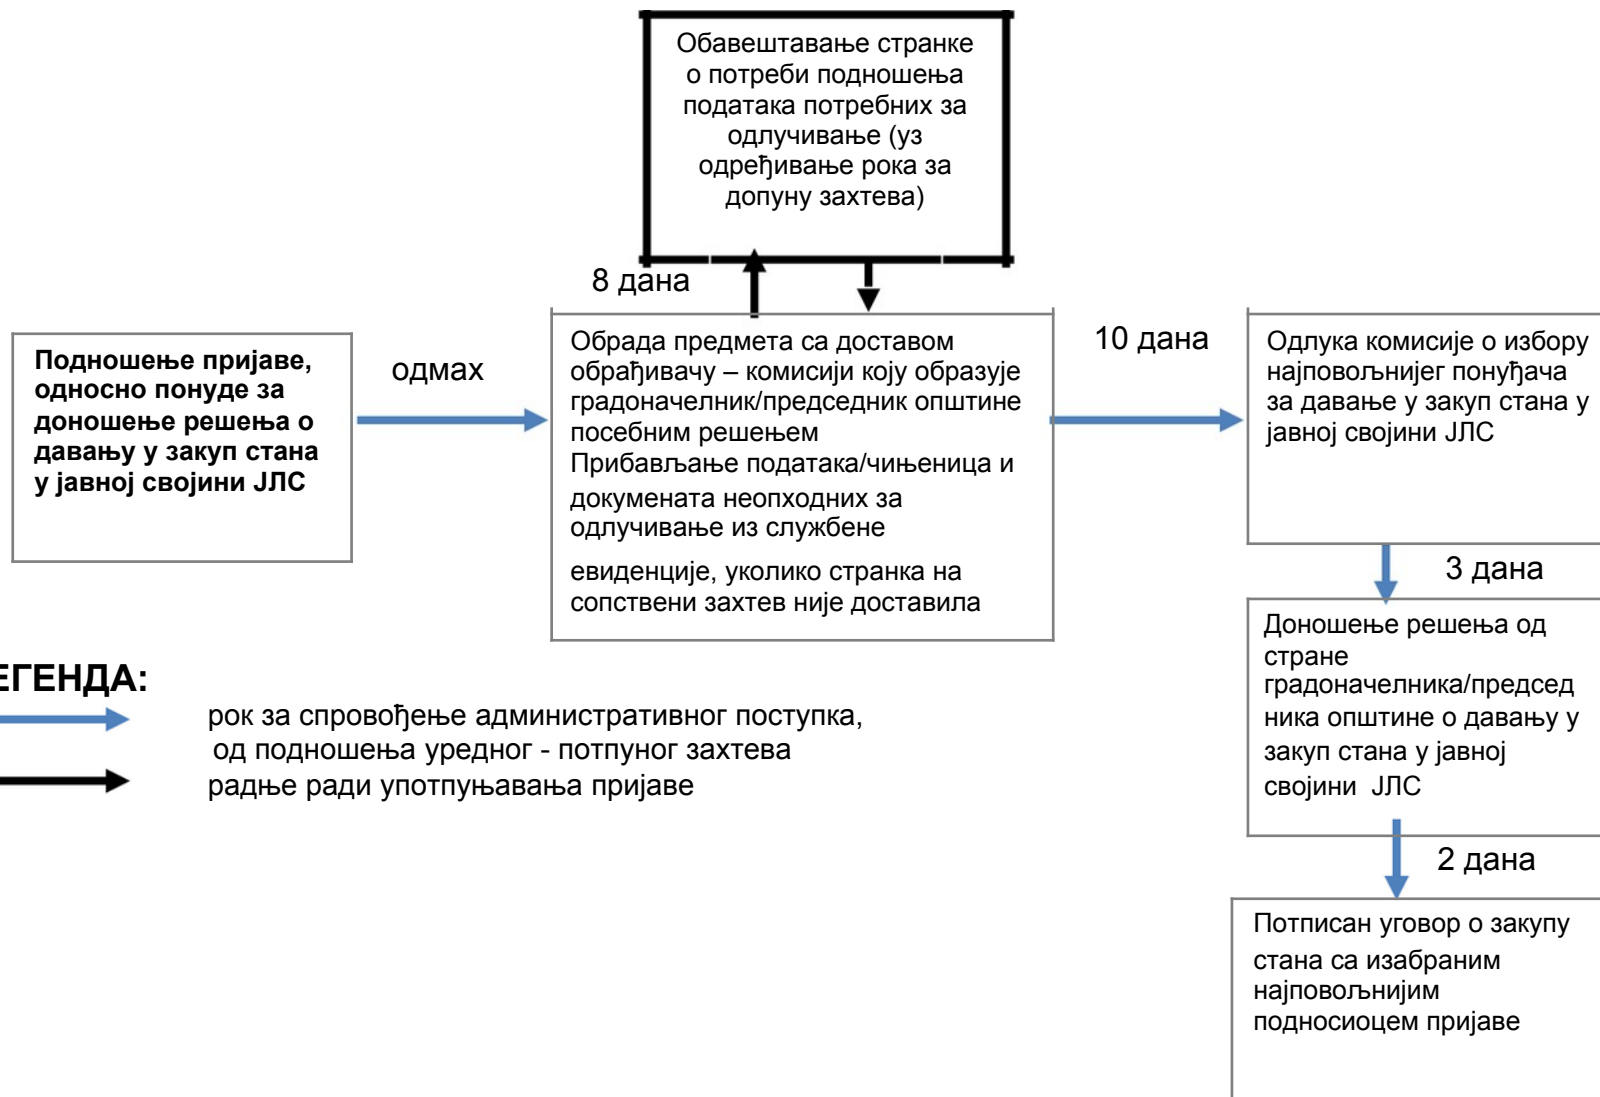 Обавештавање странке
о потреби подношења
података потребних за
одлучивање (уз
одређивање рока за
допуну захтева)
8 дана
Подношење пријаве,
односно понуде за
доношење решења о
давању у закуп стана
у јавној својини ЈЛС
одмах
Обрада предмета са доставом
обрађивачу – комисији коју образује
градоначелник/председник општине
посебним решењем
Прибављање података/чињеница и
докумената неопходних за
одлучивање из службене
евиденције, уколико странка на
сопствени захтев није доставила
10 дана
Одлука комисије о избору
најповољнијег понуђача
за давање у закуп стана у
јавној својини ЈЛС
3 дана
Доношење решења од
стране
градоначелника/председ
ника општине о давању у
закуп стана у јавној
својини ЈЛС
2 дана
Потписан уговор о закупу
стана са изабраним
најповољнијим
подносиоцем пријаве
ЕГЕНДА:
рок за спровођење административног поступка,
од подношења уредног - потпуног захтева
радње ради употпуњавања пријаве